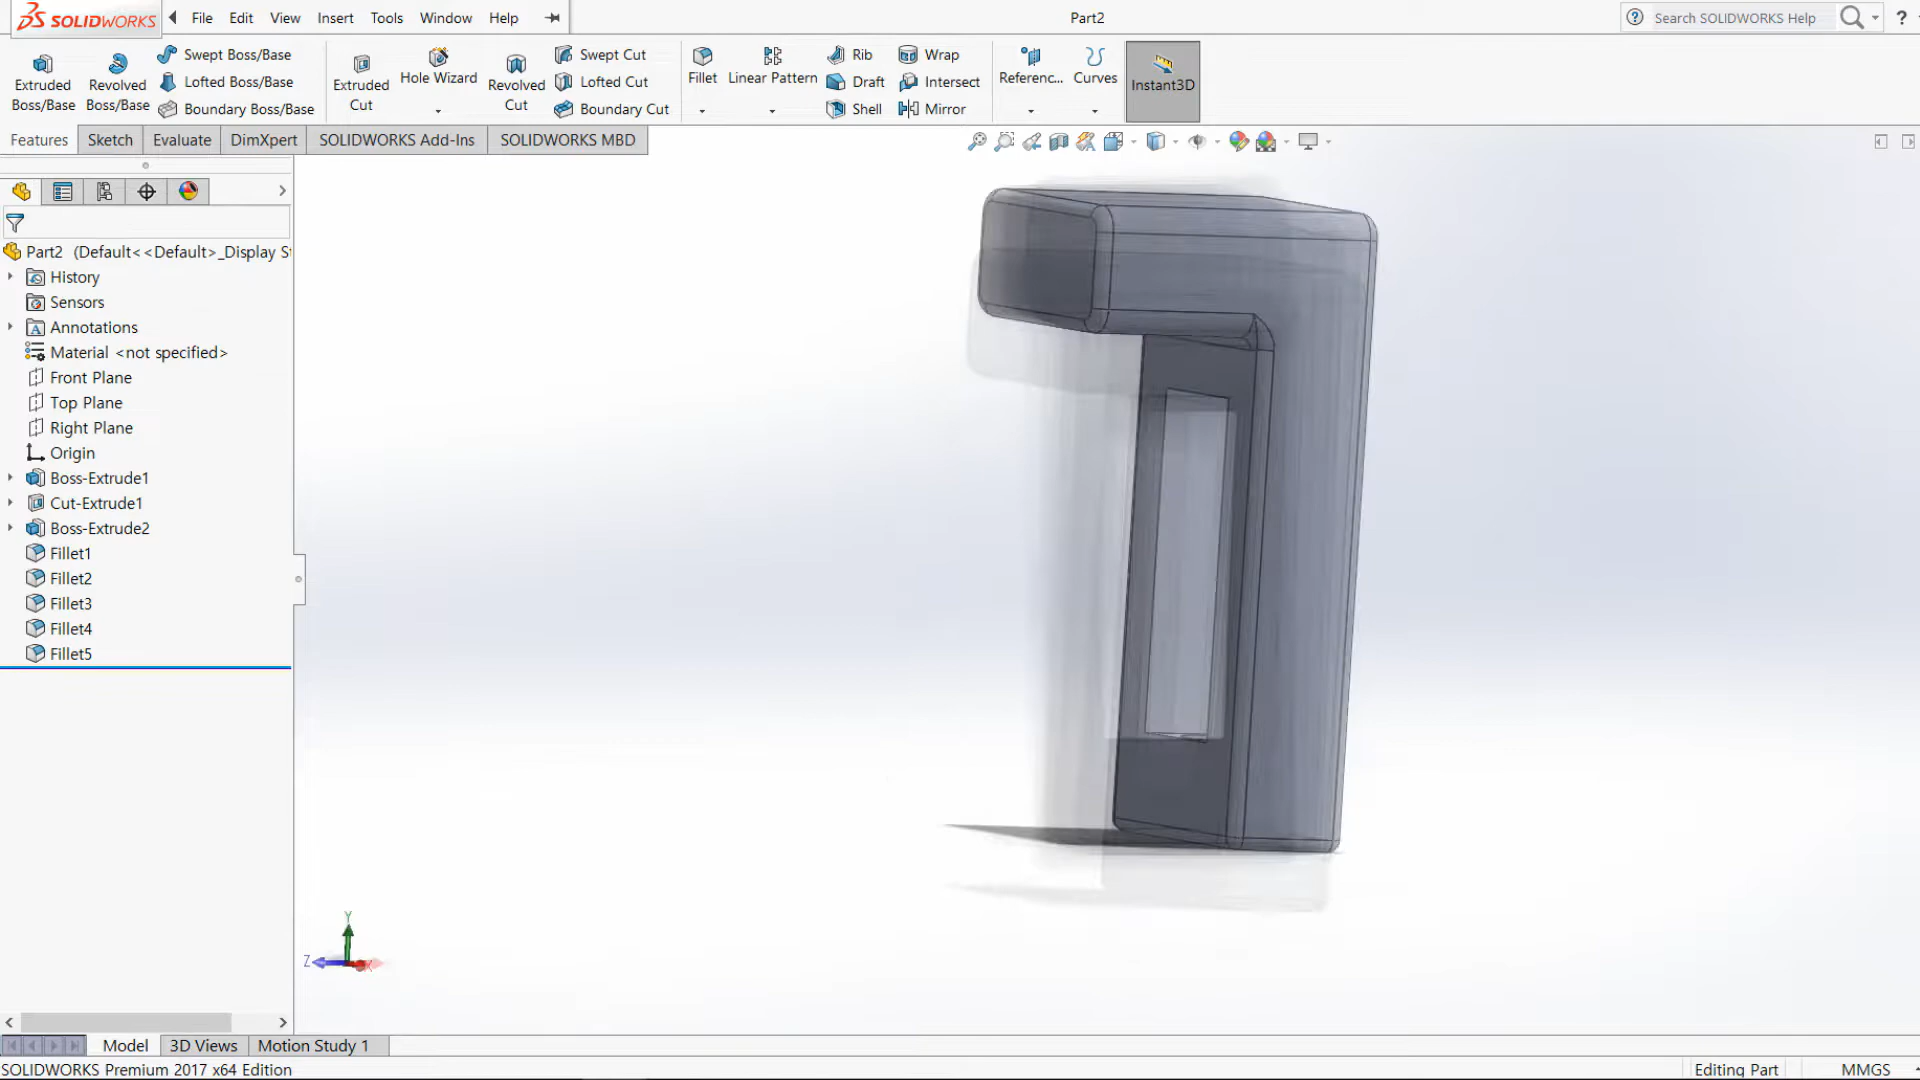 SOLIDWORKS File Edit View Insert Tools Window Help Part2 Search SOLIDWORKS Help ?
Extruded Boss/Base
Revolved Boss/Base
Swept Boss/Base
Lofted Boss/Base
Boundary Boss/Base
Extruded Cut
Hole Wizard
Revolved Cut
Swept Cut
Lofted Cut
Boundary Cut
Fillet
Linear Pattern
Rib
Draft
Shell
Wrap
Intersect
Mirror
Referenc...
Curves
Instant3D
Features Sketch Evaluate DimXpert SOLIDWORKS Add-Ins SOLIDWORKS MBD
Part2 (Default<<Default>_Display S
History
Sensors
Annotations
Material <not specified>
Front Plane
Top Plane
Right Plane
Origin
Boss-Extrude1
Cut-Extrude1
Boss-Extrude2
Fillet1
Fillet2
Fillet3
Fillet4
Fillet5
Y
Z
Model 3D Views Motion Study 1
SOLIDWORKS Premium 2017 x64 Edition Editing Part MMGS